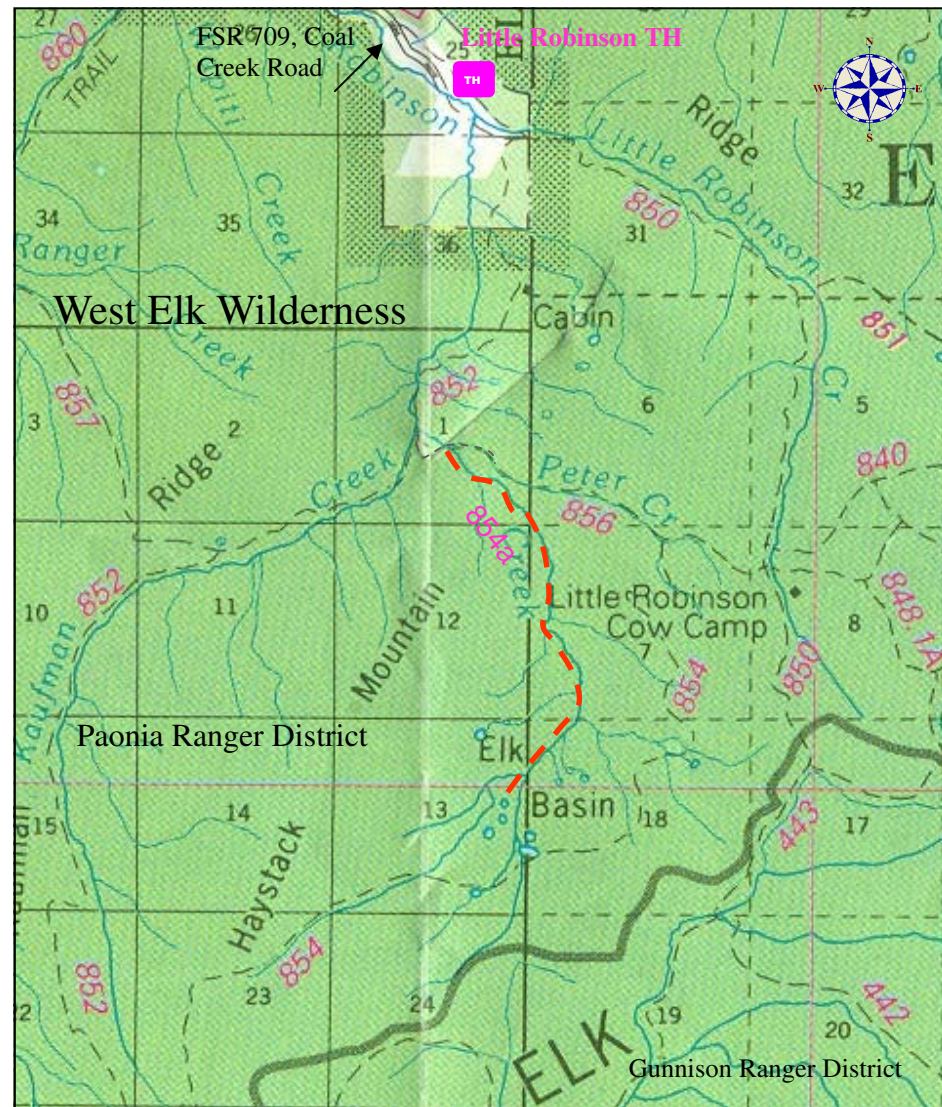 27
26
860
TRAIL
FSR 709, Coal
Creek Road
25
Little Robinson TH
TH
N
W
E
S
29
Ridge
Creek
34
35
36
Ranger
Little Robinson
850
31
32
E
West Elk Wilderness
Cabin
851
Creek
857
852
Cr
3
2
1
6
5
Ridge
Creek
Peter Cr
840
856
854a
Creek
852
10
11
Mountain
12
Little Robinson
Cow Camp
7
8
848.1A
854
850
Kaufman
Paonia Ranger District
Elk
Basin
15
14
13
18
17
443
Haystack
854
852
23
24
22
19
20
442
ELK
Gunnison Ranger District